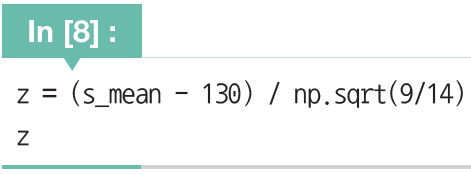 In [8] :
z = (s_mean - 130) / np.sqrt(9/14)
z